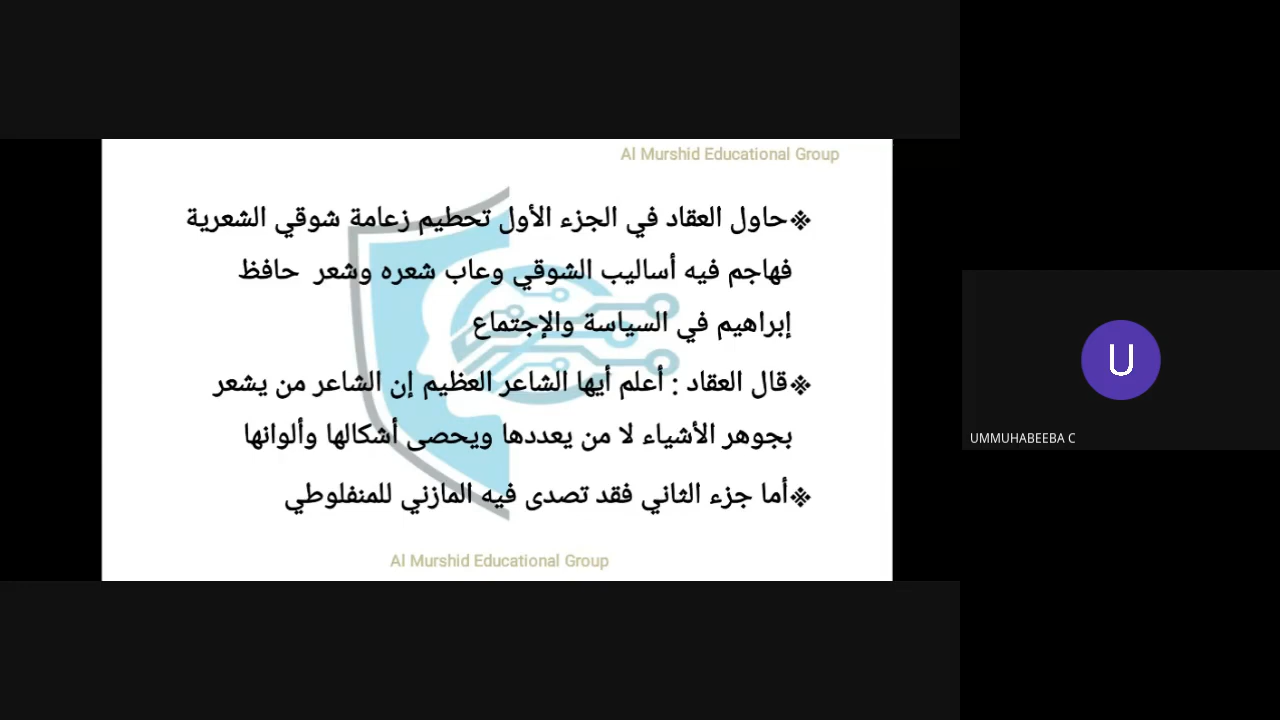 Al Murshid Educational Group
❖حاول العقاد في الجزء الأول تحطيم زعامة شوقي الشعرية
فهاجم فيه أساليب الشوقي وعاب شعره وشعر حافظ
إبراهيم في السياسة والإجتماع
❖قال العقاد : أعلم أيها الشاعر العظيم إن الشاعر من يشعر
بجوهر الأشياء لا من يعددها ويحصى أشكالها وألوانها
❖أما جزء الثاني فقد تصدى فيه المازني للمنفلوطي
Al Murshid Educational Group
U
UMMUHABEEBA C